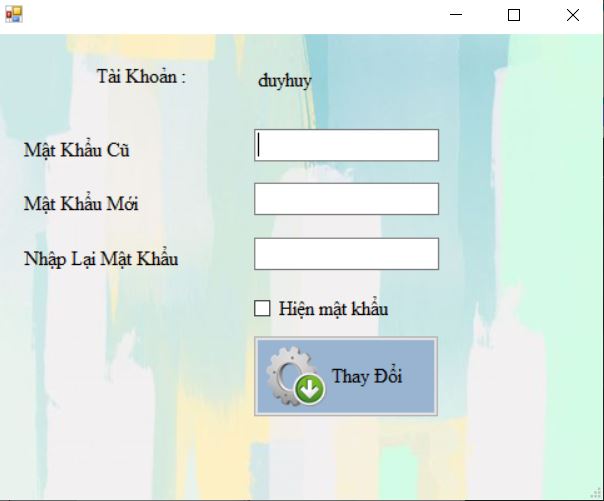 Tài Khoản :
duyhuy
Mật Khẩu Cũ
Mật Khẩu Mới
Nhập Lại Mật Khẩu
Hiện mật khẩu
Thay Đổi